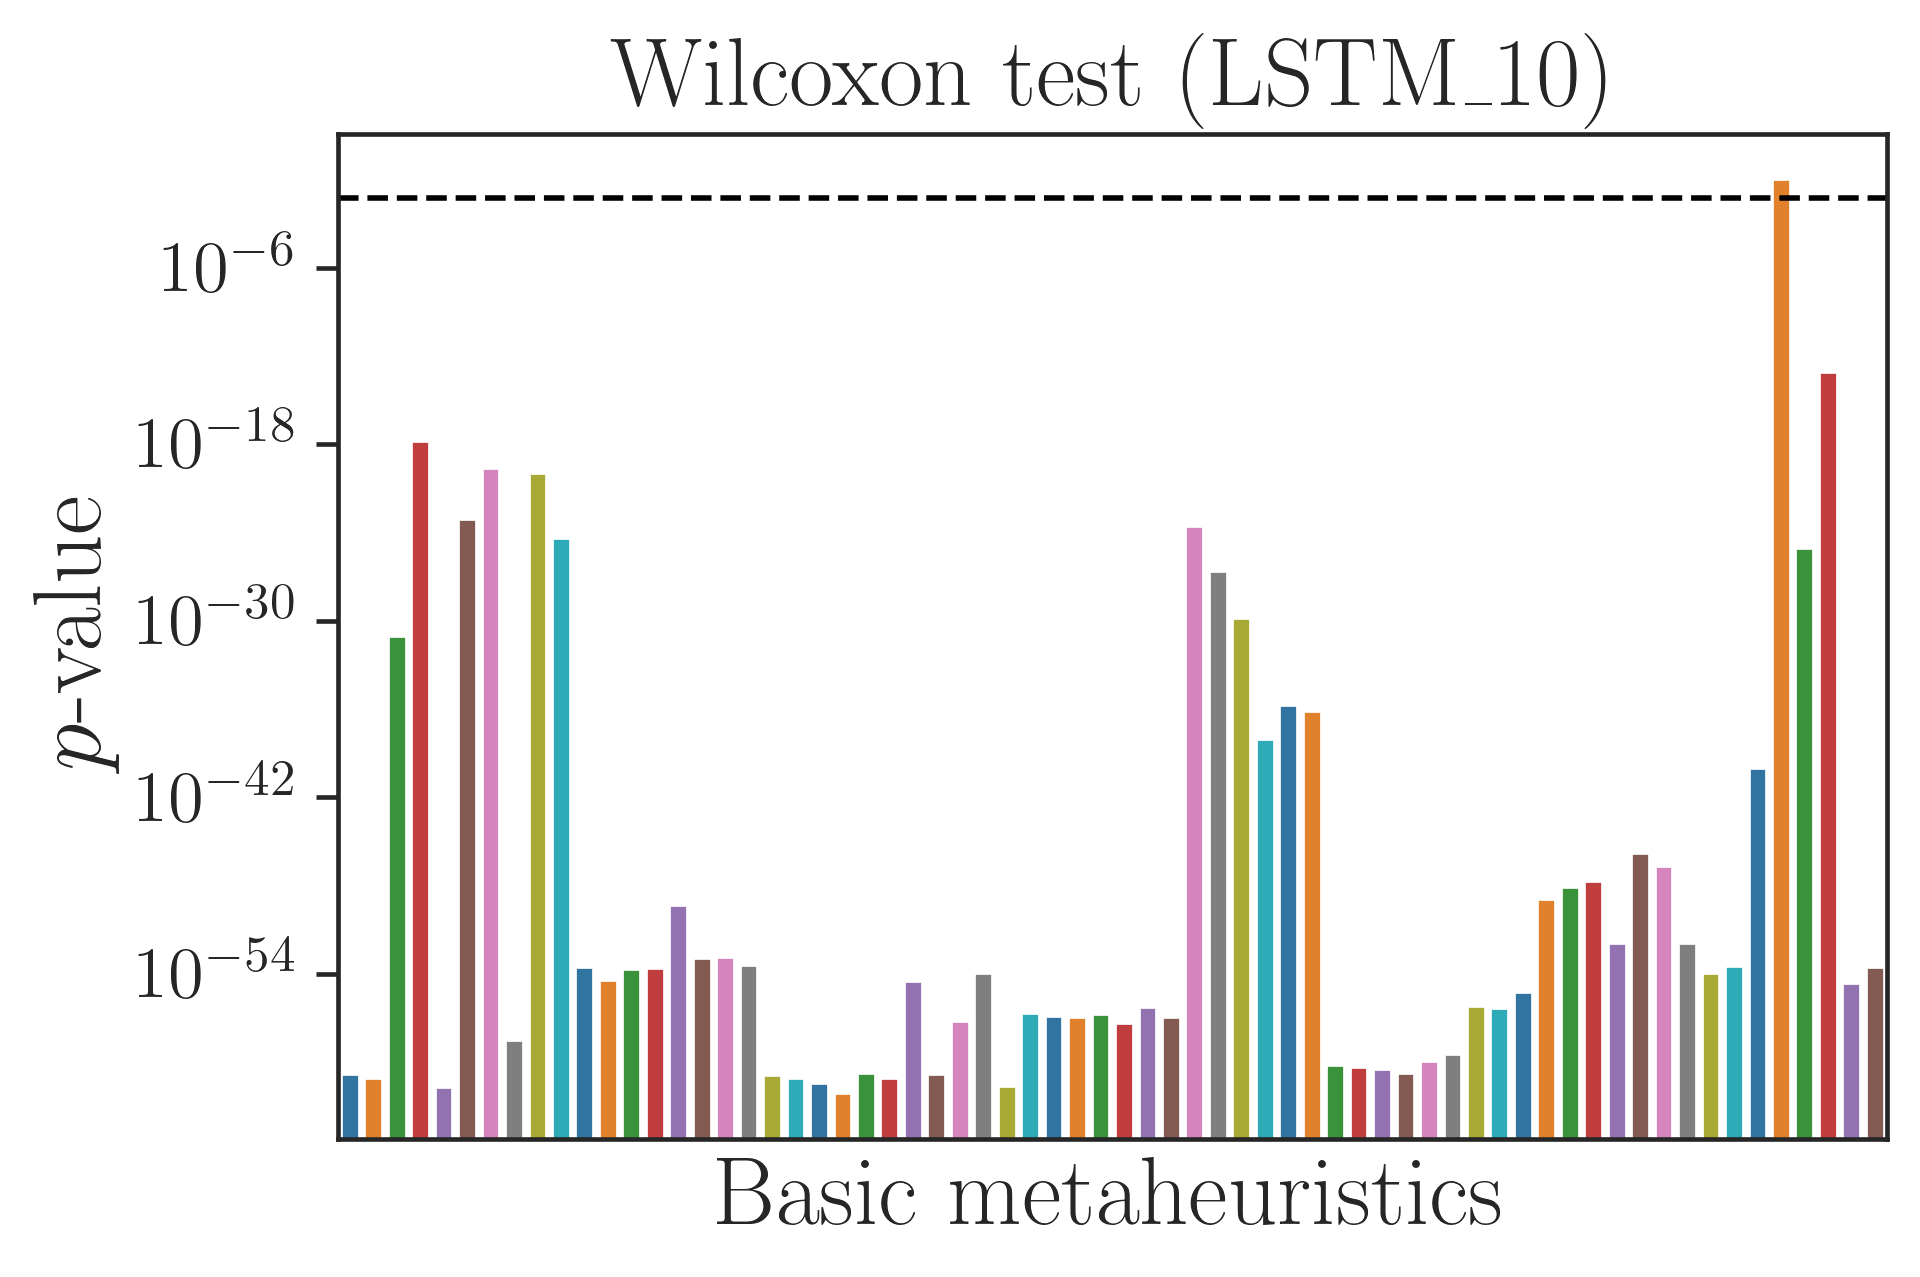 Wilcoxon test (LSTM_10)
p-value
10^{-6}
10^{-18}
10^{-30}
10^{-42}
10^{-54}
Basic metaheuristics